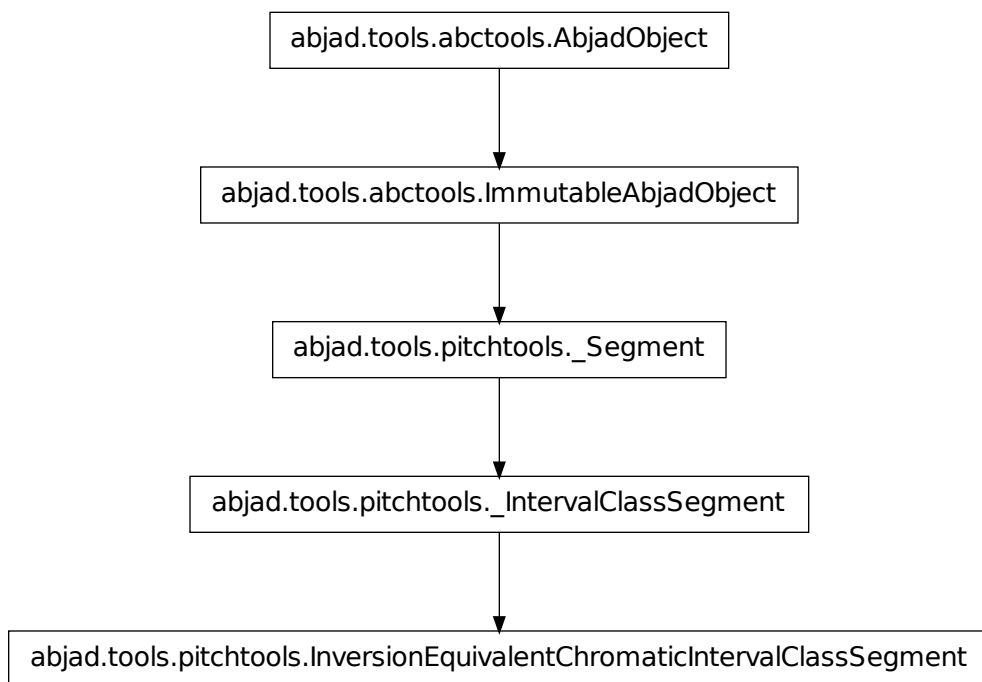 abjad.tools.abctools.AbjadObject
abjad.tools.abctools.ImmutableAbjadObject
abjad.tools.pitchtools._Segment
abjad.tools.pitchtools._IntervalClassSegment
abjad.tools.pitchtools.InversionEquivalentChromaticIntervalClassSegment